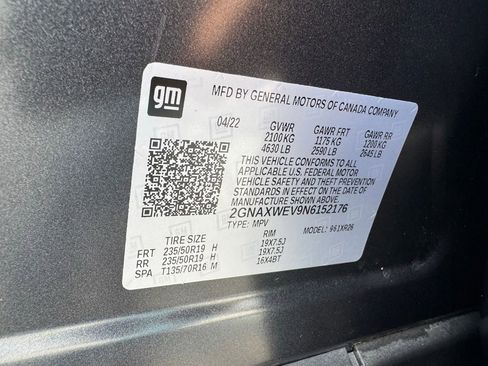 gm
MFD BY GENERAL MOTORS OF CANADA COMPANY
04/22 GVWR GAWR FRT GAWR RR
2100 KG 1175 KG 1200 KG
4630 LB 2590 LB 2645 LB
THIS VEHICLE CONFORMS TO ALL
APPLICABLE U.S. FEDERAL MOTOR
VEHICLE SAFETY AND THEFT PREVENTION
STANDARDS IN EFFECT ON THE DATE OF
MANUFACTURE SHOWN ABOVE.
2GNAXWEV9N6152176
TYPE: MPV MODEL: 961XR26
TIRE SIZE RIM
FRT 235/50R19 H 19X7.5J
RR 235/50R19 H 19X7.5J
SPA T135/70R16 M 16X4BT